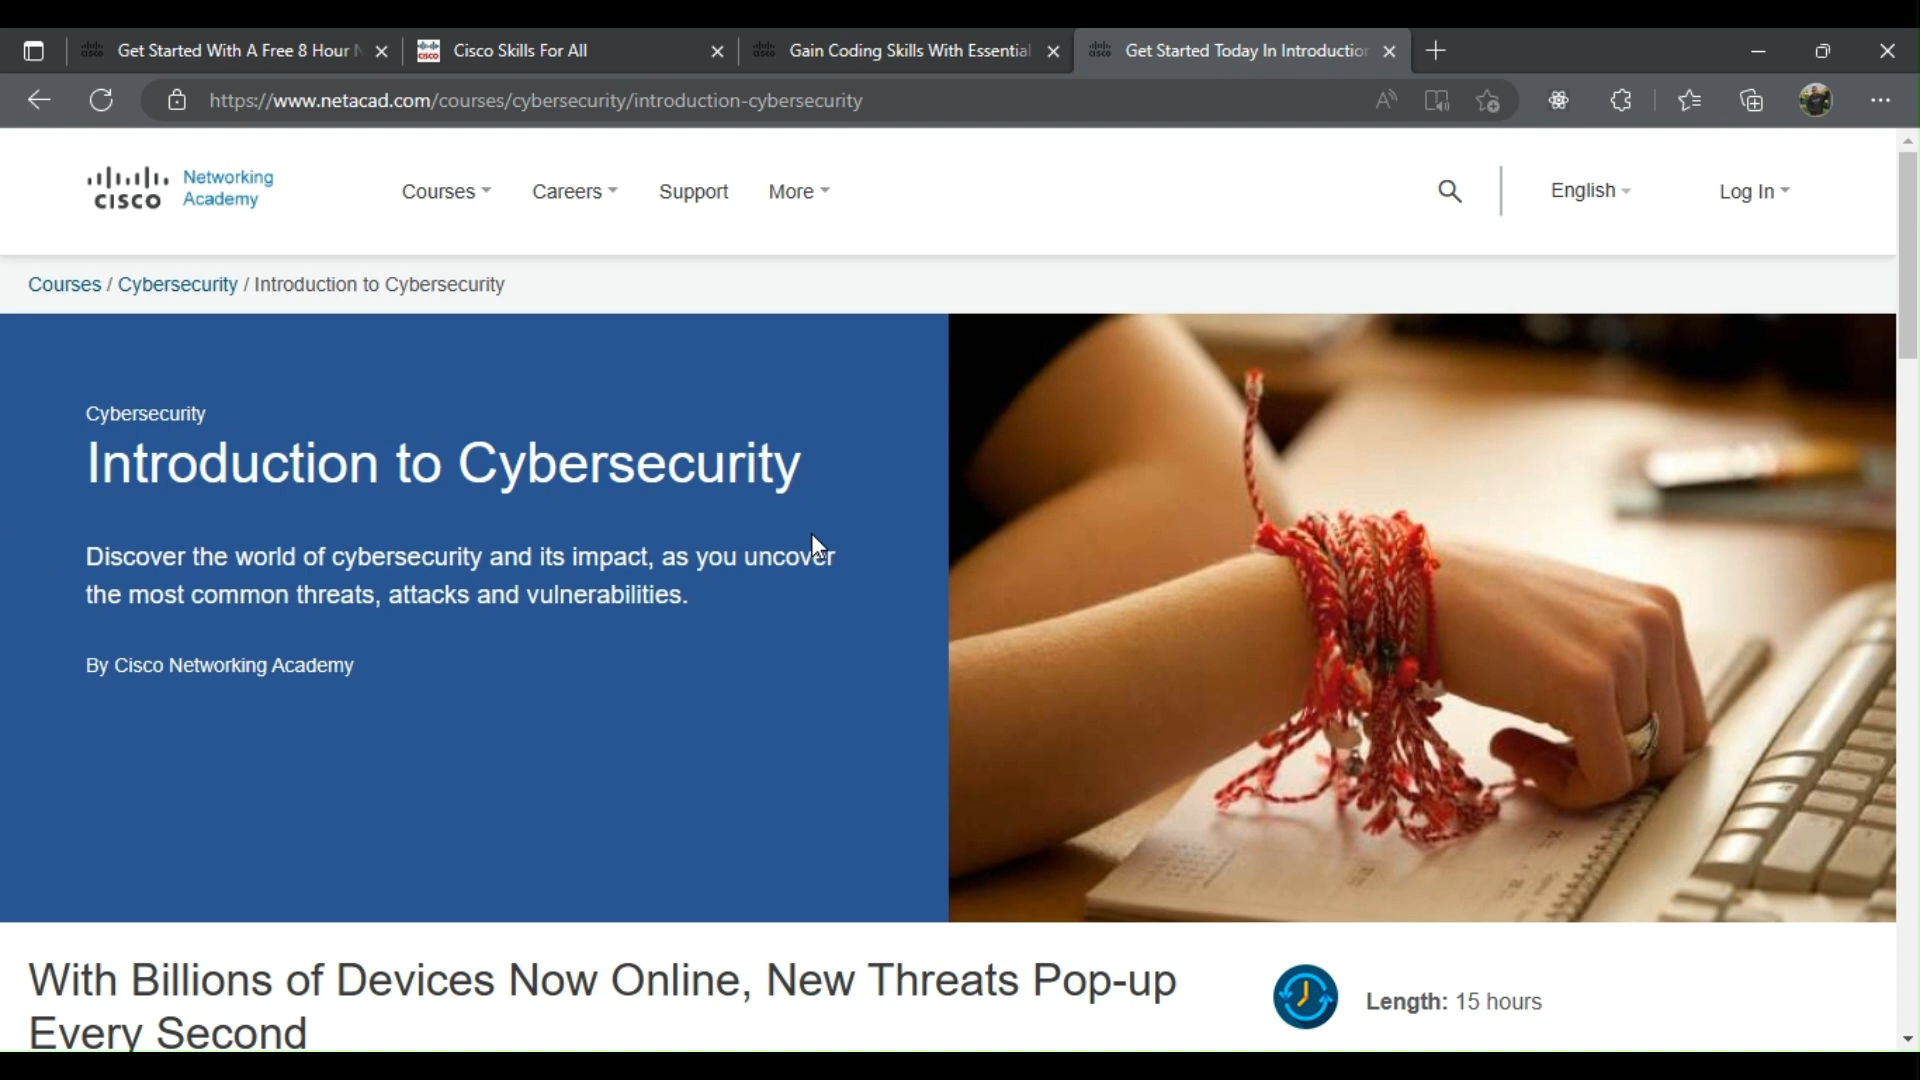 Get Started With A Free 8 Hour
Cisco Skills For All
Gain Coding Skills With Essential
Get Started Today In Introduction
https://www.netacad.com/courses/cybersecurity/introduction-cybersecurity
CISCO Networking Academy
Courses
Careers
Support
More
English
Log In
Courses / Cybersecurity / Introduction to Cybersecurity
Cybersecurity
Introduction to Cybersecurity
Discover the world of cybersecurity and its impact, as you uncover
the most common threats, attacks and vulnerabilities.
By Cisco Networking Academy
With Billions of Devices Now Online, New Threats Pop-up
Every Second
Length: 15 hours